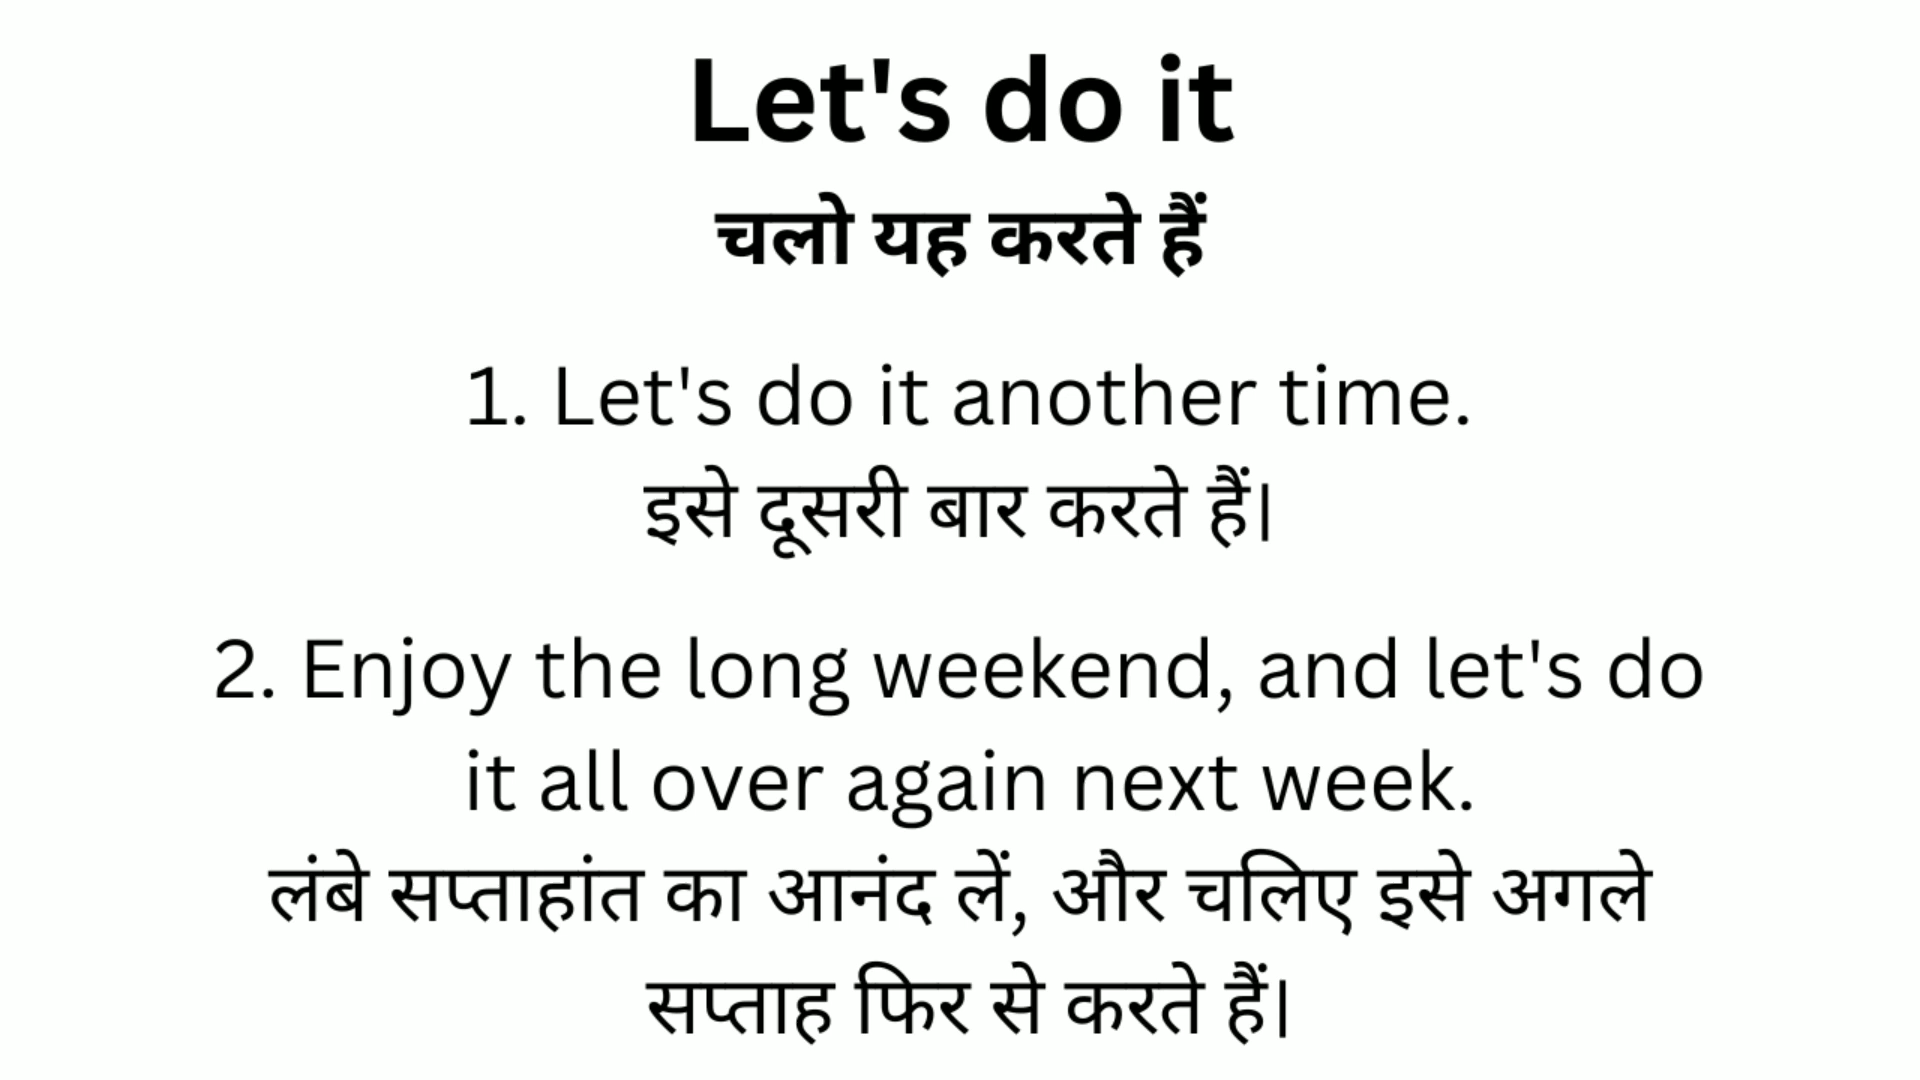 Let's do it
चलो यह करते हैं
1. Let's do it another time.
इसे दूसरी बार करते हैं।
2. Enjoy the long weekend, and let's do
it all over again next week.
लंबे सप्ताहांत का आनंद लें, और चलिए इसे अगले
सप्ताह फिर से करते हैं।